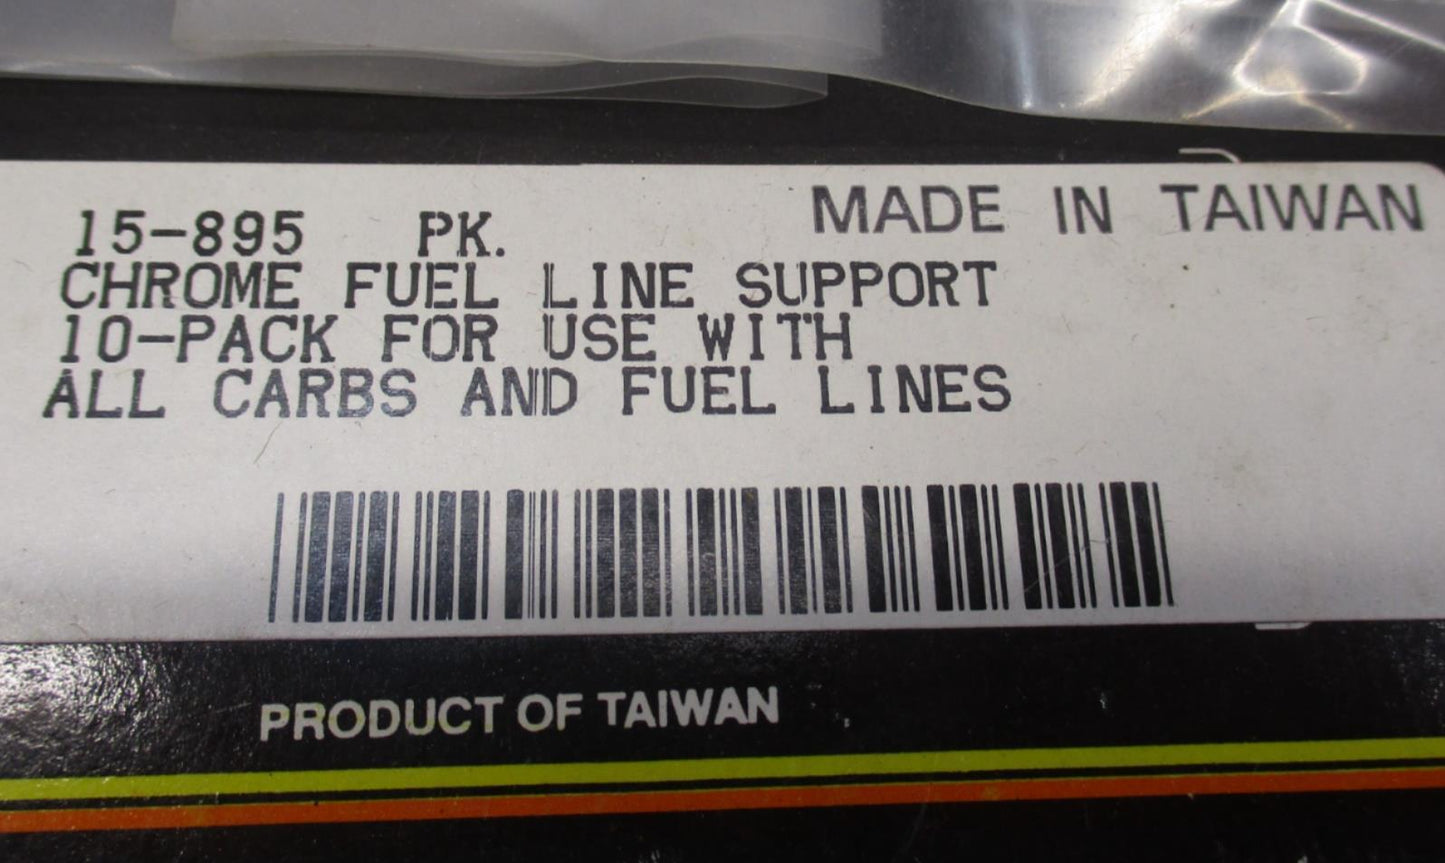 15-895 PK. MADE IN TAIWAN
CHROME FUEL LINE SUPPORT
10-PACK FOR USE WITH
ALL CARBS AND FUEL LINES
PRODUCT OF TAIWAN